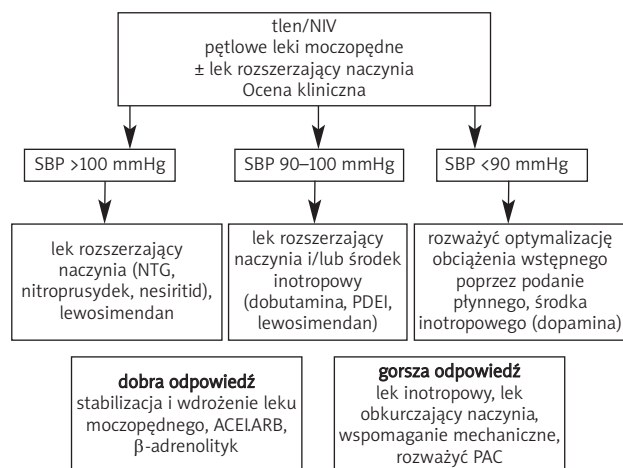 tlen/NIV
pętlowe leki moczopędne
± lek rozszerzający naczynia
Ocena kliniczna
SBP >100 mmHg
SBP 90–100 mmHg
SBP <90 mmHg
lek rozszerzający
naczynia (NTG,
nitroprusydek, nesiritid),
lewosimendan
lek rozszerzający
naczynia i/lub środek
inotropowy
(dobutamina, PDEI,
lewosimendan)
rozważyć optymalizację
obciążenia wstępnego
poprzez podanie
płynnego, środka
inotropowego (dopamina)
dobra odpowiedź
stabilizacja i wdrożenie leku
moczopędnego, ACEI.ARB,
β-adrenolityk
gorsza odpowiedź
lek inotropowy, lek
obkurczający naczynia,
wspomaganie mechaniczne,
rozważyć PAC